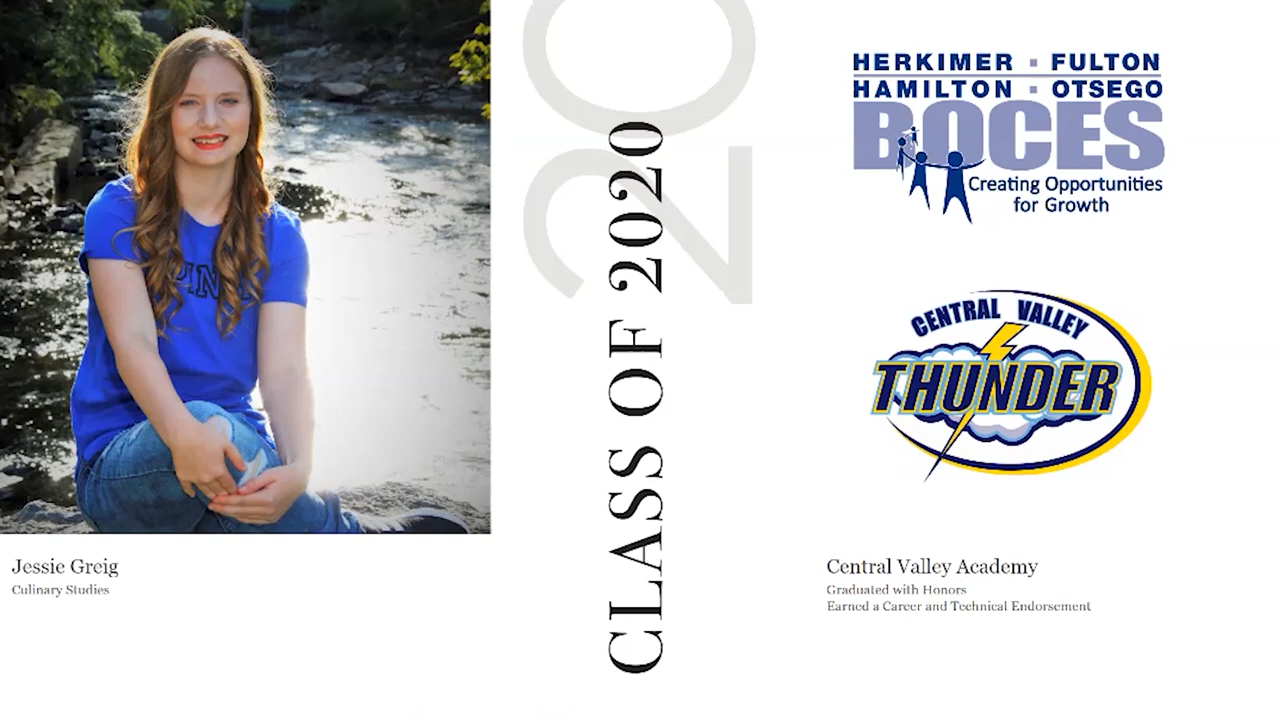 Jessie Greig
Culinary Studies
20
CLASS OF 2020
HERKIMER ▪ FULTON
HAMILTON ▪ OTSEGO
BOCES
Creating Opportunities
for Growth
CENTRAL VALLEY
THUNDER
Central Valley Academy
Graduated with Honors
Earned a Career and Technical Endorsement